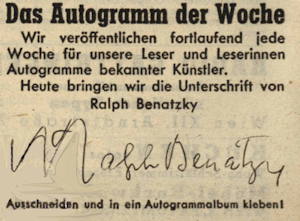 Das Autogramm der Woche
Wir veröffentlichen fortlaufend jede
Woche für unsere Leser und Leserinnen
Autogramme bekannter Künstler.
Heute bringen wir die Unterschrift von
Ralph Benatzky
Ralph Benatzky
Ausschneiden und in ein Autogrammalbum kleben!